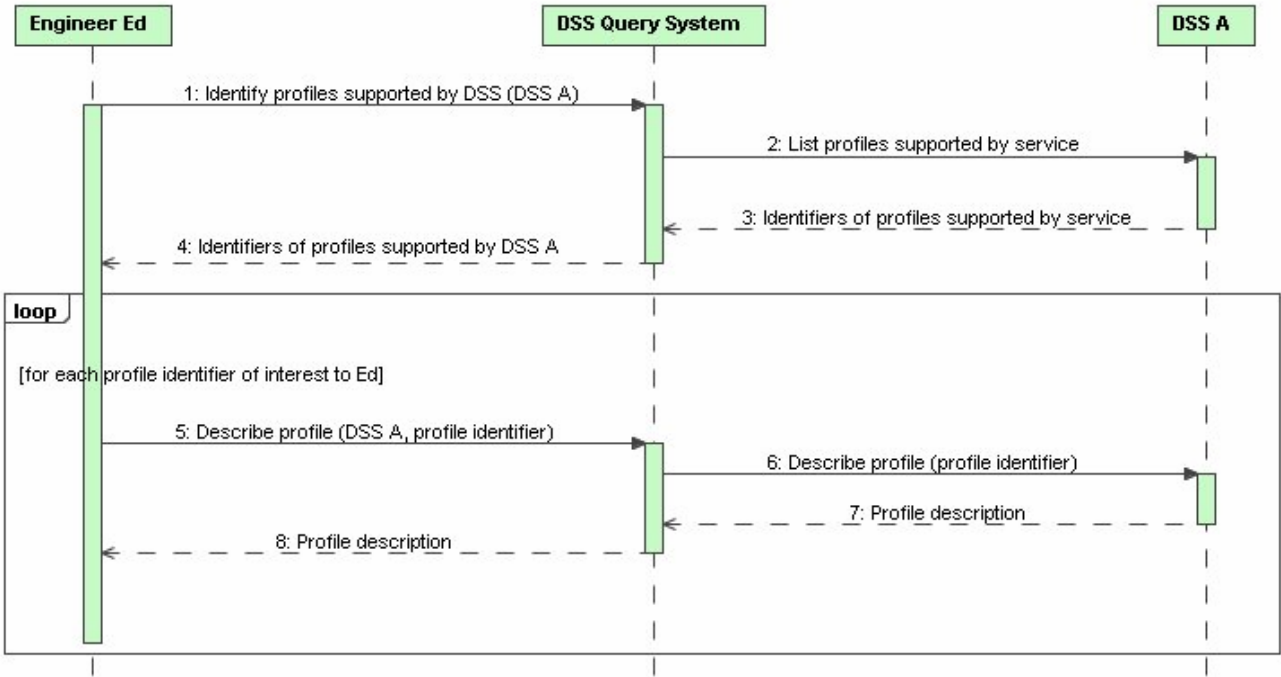 Engineer Ed
DSS Query System
DSS A
1: Identify profiles supported by DSS (DSS A)
2: List profiles supported by service
3: Identifiers of profiles supported by service
4: Identifiers of profiles supported by DSS A
loop
[for each profile identifier of interest to Ed]
5: Describe profile (DSS A, profile identifier)
6: Describe profile (profile identifier)
7: Profile description
8: Profile description